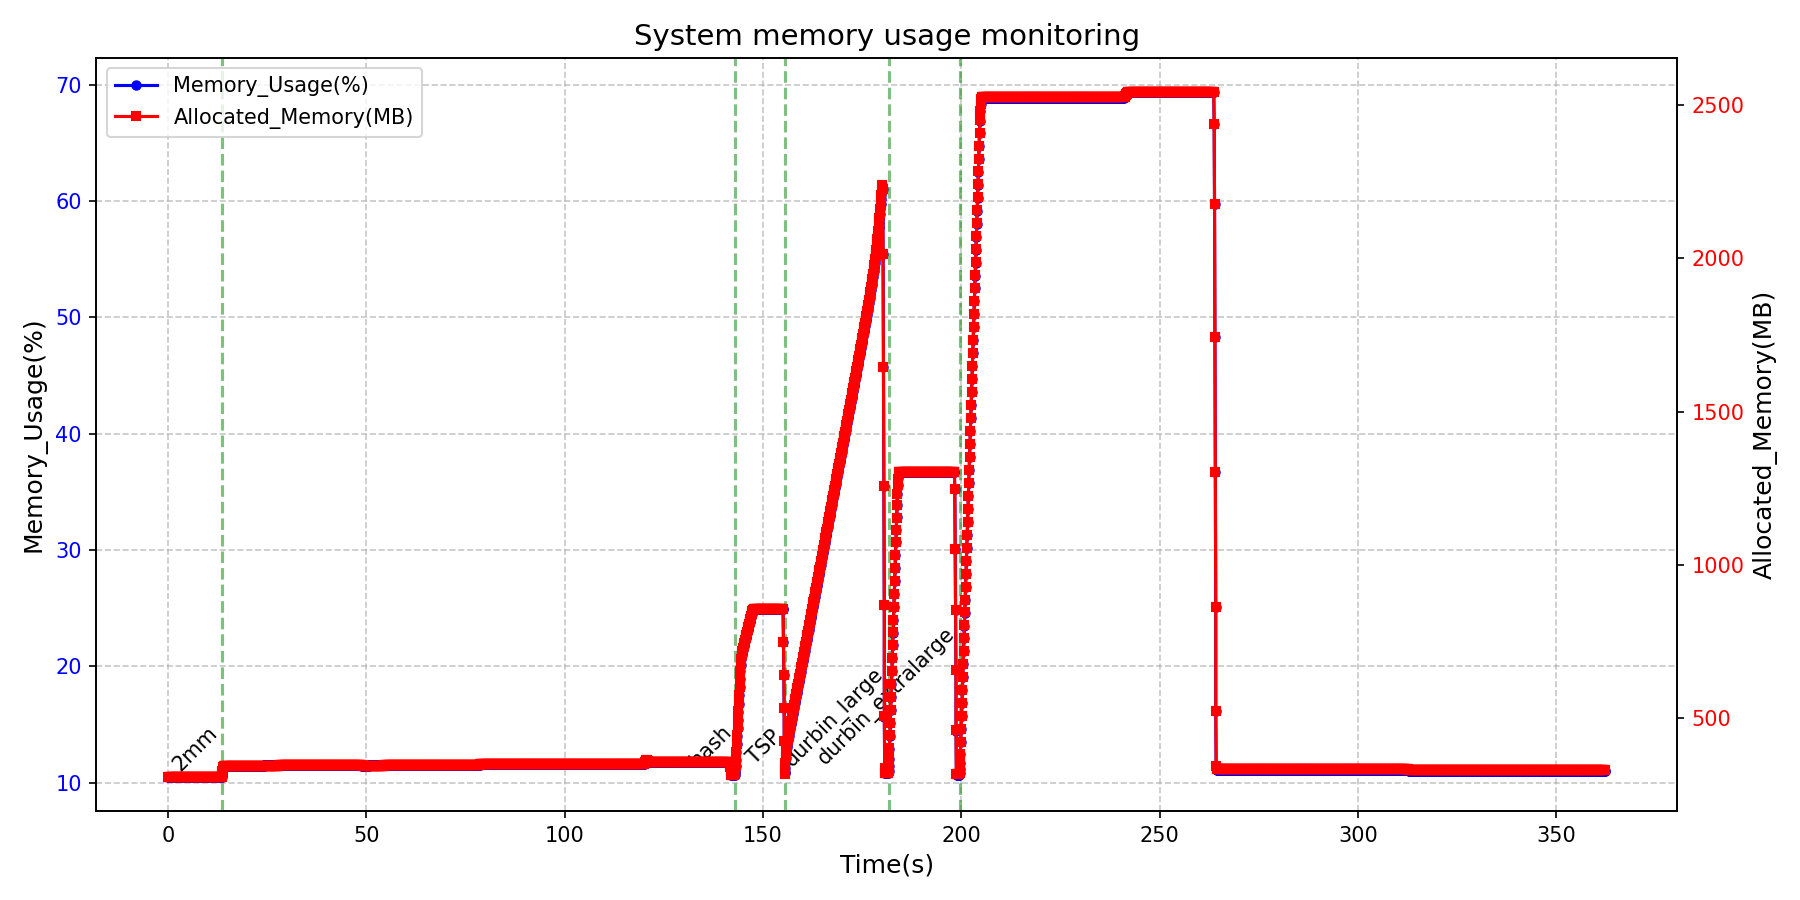 System memory usage monitoring
Memory_Usage(%)
Allocated_Memory(MB)
70
60
50
40
30
20
10
Memory_Usage(%)
2500
2000
1500
1000
500
Allocated_Memory(MB)
2mm
TSP
durbin_large
durbin_extralarge
0
50
100
150
200
250
300
350
Time(s)